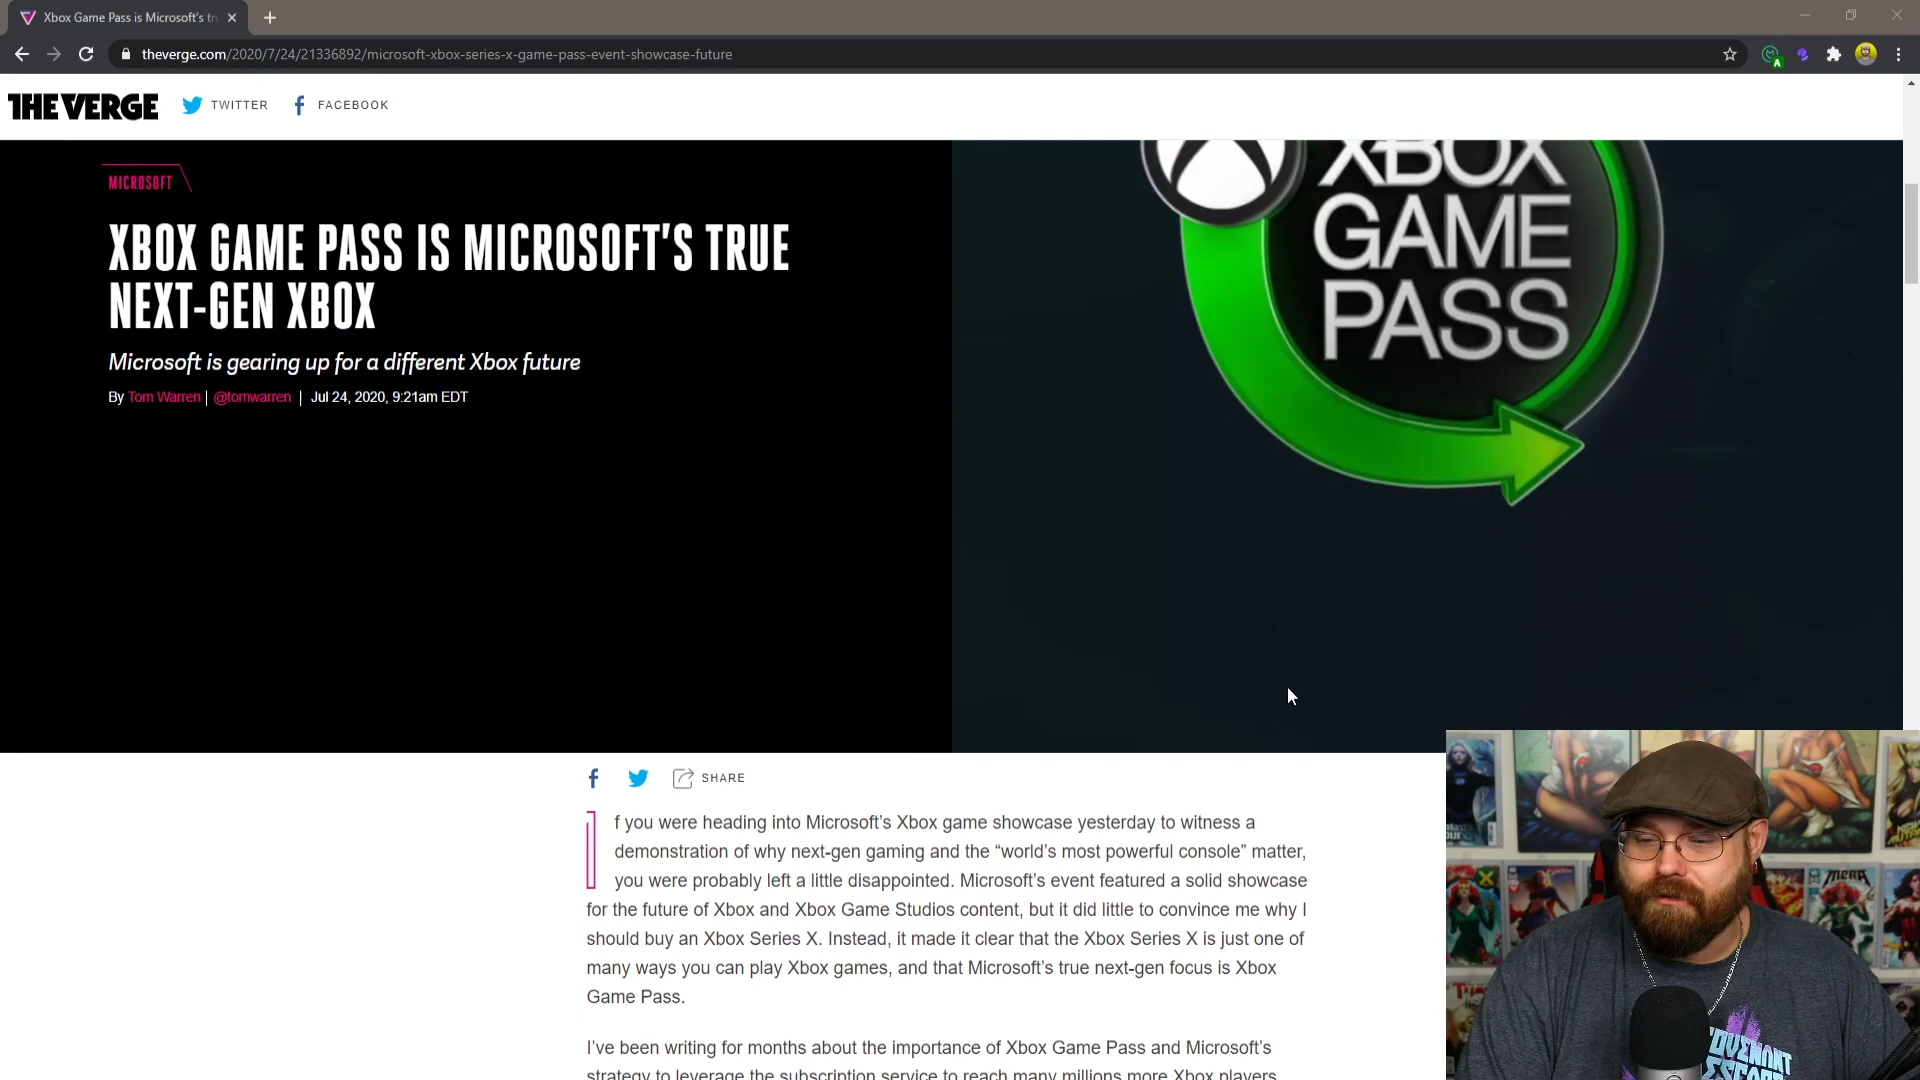 Xbox Game Pass is Microsoft's tr
theverge.com/2020/7/24/21336892/microsoft-xbox-series-x-game-pass-event-showcase-future
A
THE VERGE
TWITTER
FACEBOOK
MICROSOFT
XBOX GAME PASS IS MICROSOFT'S TRUE
NEXT-GEN XBOX
Microsoft is gearing up for a different Xbox future
By Tom Warren | @tomwarren | Jul 24, 2020, 9:21am EDT
XBOX
GAME
PASS
SHARE
If you were heading into Microsoft's Xbox game showcase yesterday to witness a
demonstration of why next-gen gaming and the “world's most powerful console” matter,
you were probably left a little disappointed. Microsoft's event featured a solid showcase
for the future of Xbox and Xbox Game Studios content, but it did little to convince me why I
should buy an Xbox Series X. Instead, it made it clear that the Xbox Series X is just one of
many ways you can play Xbox games, and that Microsoft's true next-gen focus is Xbox
Game Pass.
I've been writing for months about the importance of Xbox Game Pass and Microsoft's
strategy to leverage the subscription service to reach many millions more Xbox players
MERA